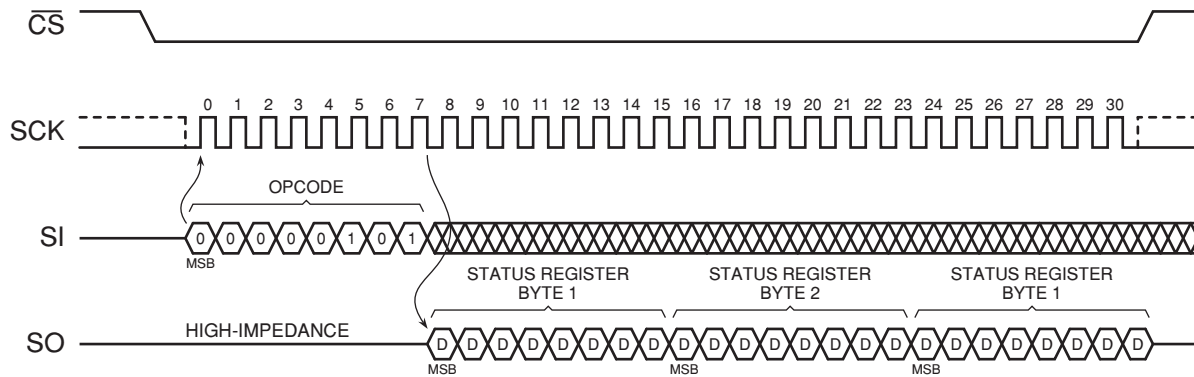 CS
0 1 2 3 4 5 6 7 8 9 10 11 12 13 14 15 16 17 18 19 20 21 22 23 24 25 26 27 28 29 30
SCK
OPCODE
SI
0 0 0 0 0 1 0 1
MSB
STATUS REGISTER
BYTE 1
STATUS REGISTER
BYTE 2
STATUS REGISTER
BYTE 1
SO
HIGH-IMPEDANCE
D D D D D D D D D D D D D D D D D D D D D D D D
MSB
MSB
MSB